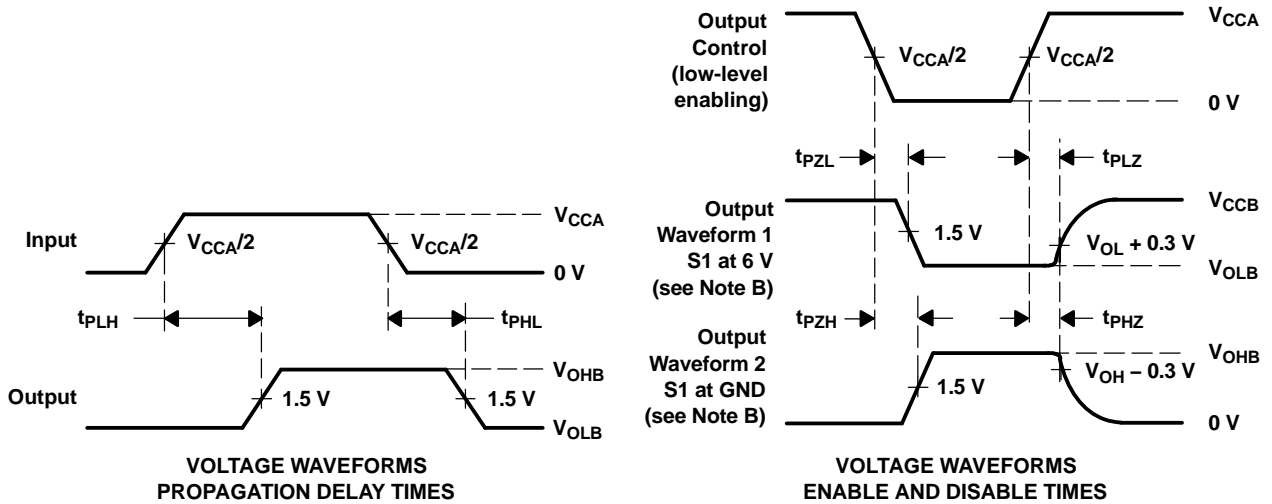 Input
VCCA/2
VCCA/2
VCCA
0 V
tPLH
tPHL
Output
1.5 V
1.5 V
VOHB
VOLB
VOLTAGE WAVEFORMS
PROPAGATION DELAY TIMES
Output
Control
(low-level
enabling)
VCCA/2
VCCA/2
VCCA
0 V
tPZL
tPLZ
Output
Waveform 1
S1 at 6 V
(see Note B)
1.5 V
VCCB
VOL + 0.3 V
VOLB
tPZH
tPHZ
Output
Waveform 2
S1 at GND
(see Note B)
1.5 V
VOHB
VOH − 0.3 V
0 V
VOLTAGE WAVEFORMS
ENABLE AND DISABLE TIMES